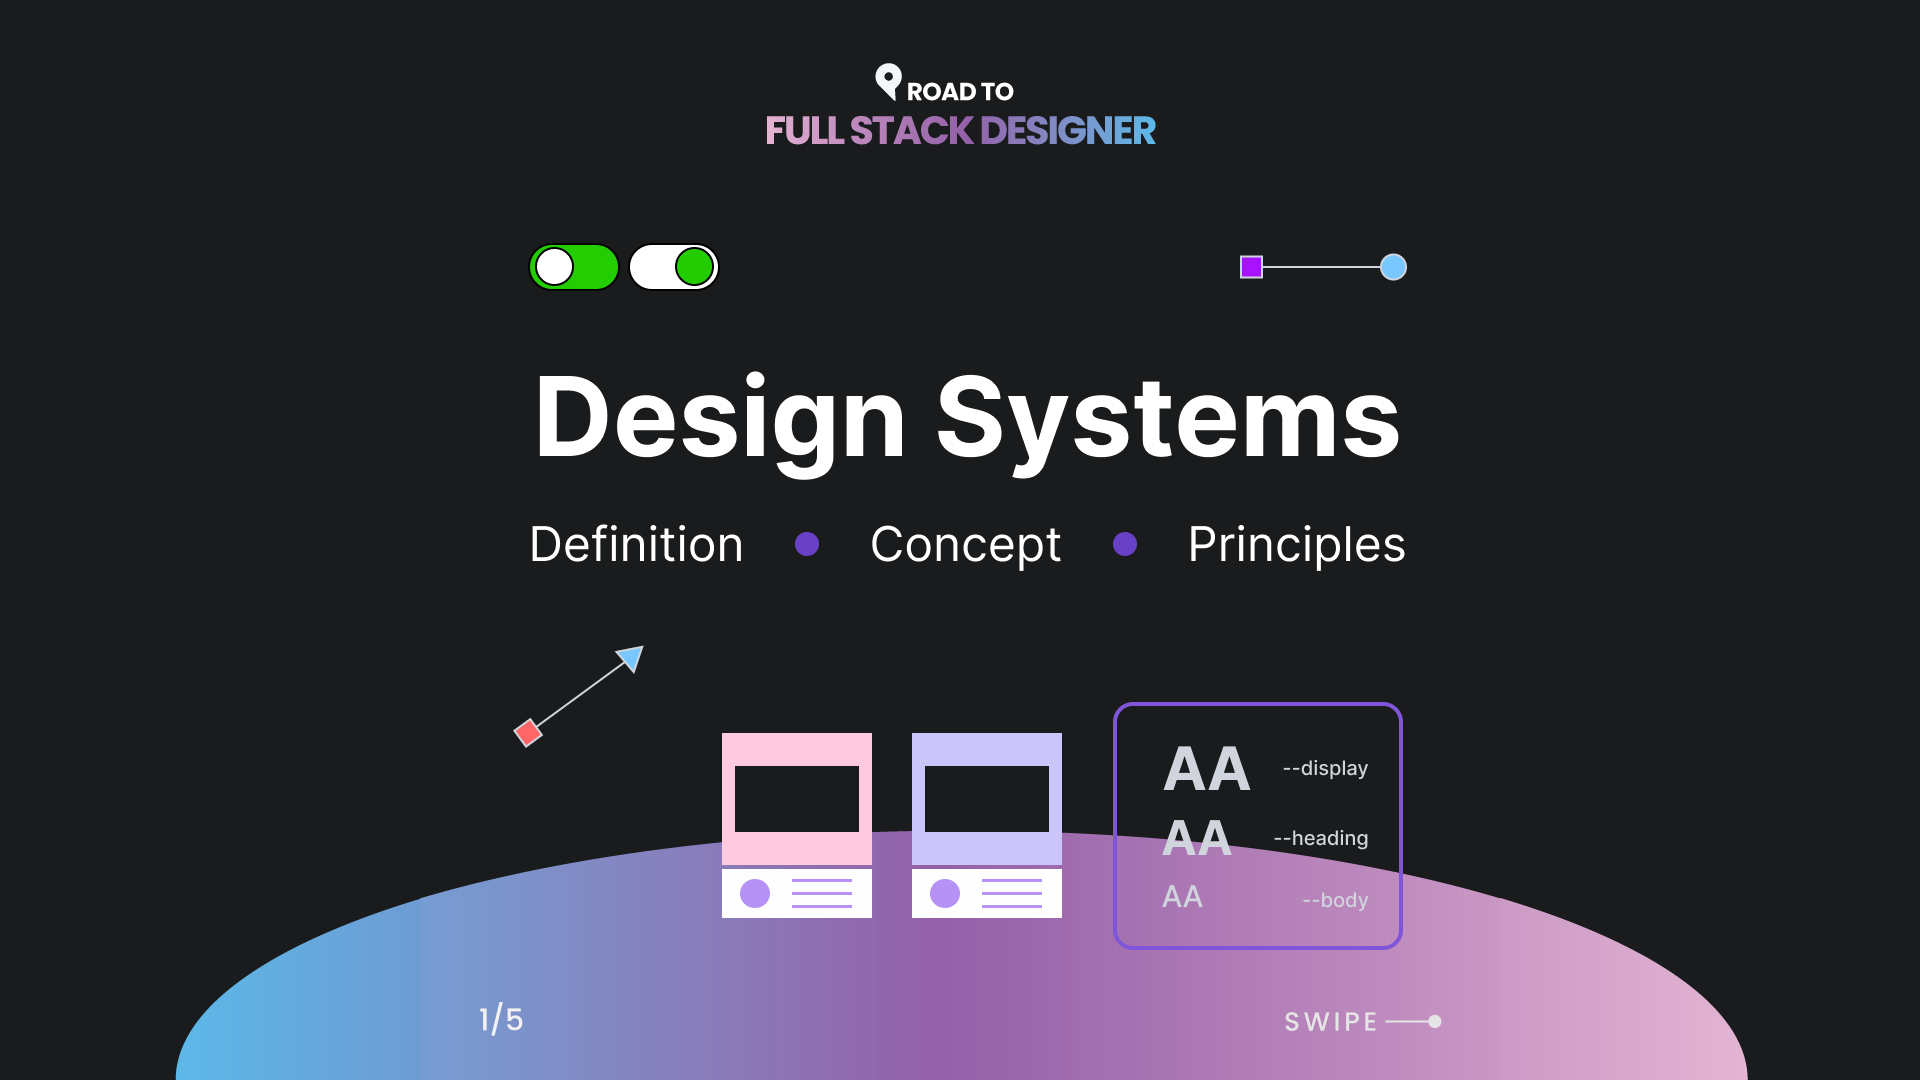 ROAD TO
FULL STACK DESIGNER
Design Systems
Definition • Concept • Principles
AA --display
AA --heading
AA --body
1/5
SWIPE